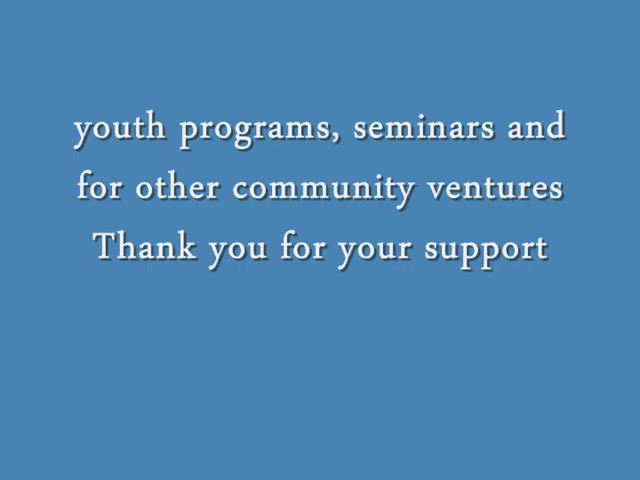 youth programs, seminars and
for other community ventures
Thank you for your support